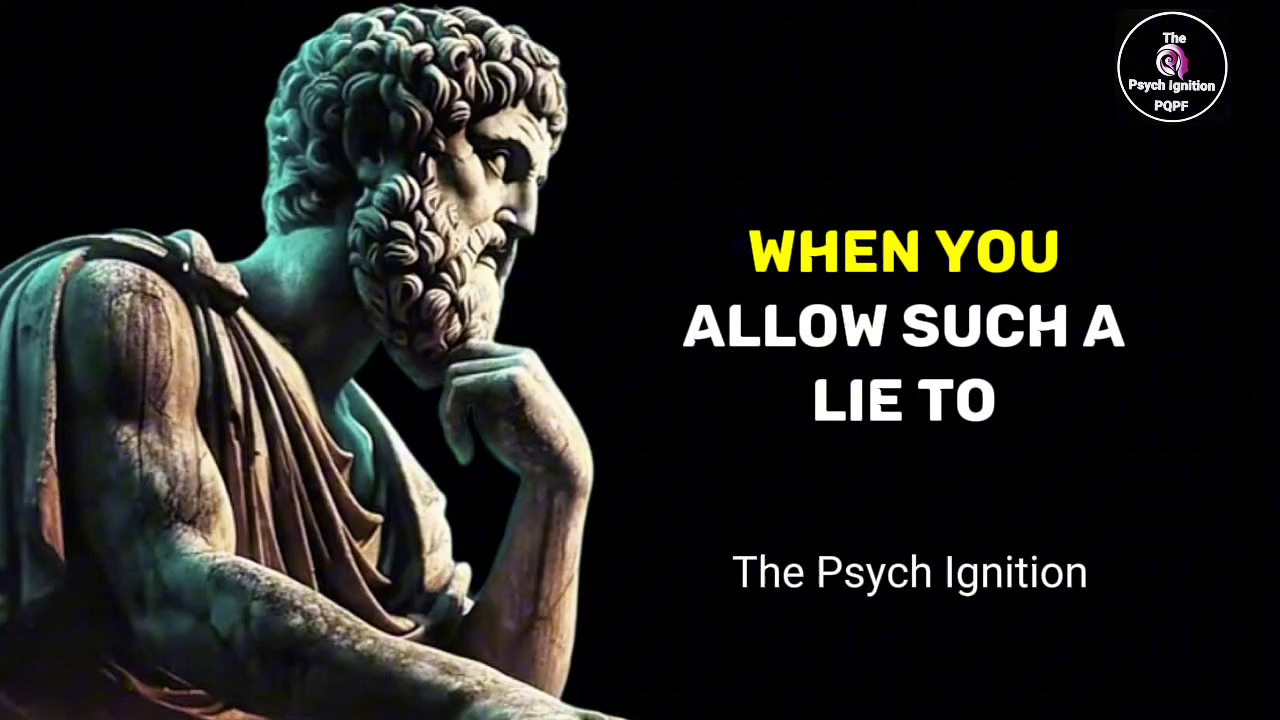 The
Psych Ignition
PQPF
WHEN YOU
ALLOW SUCH A
LIE TO
The Psych Ignition